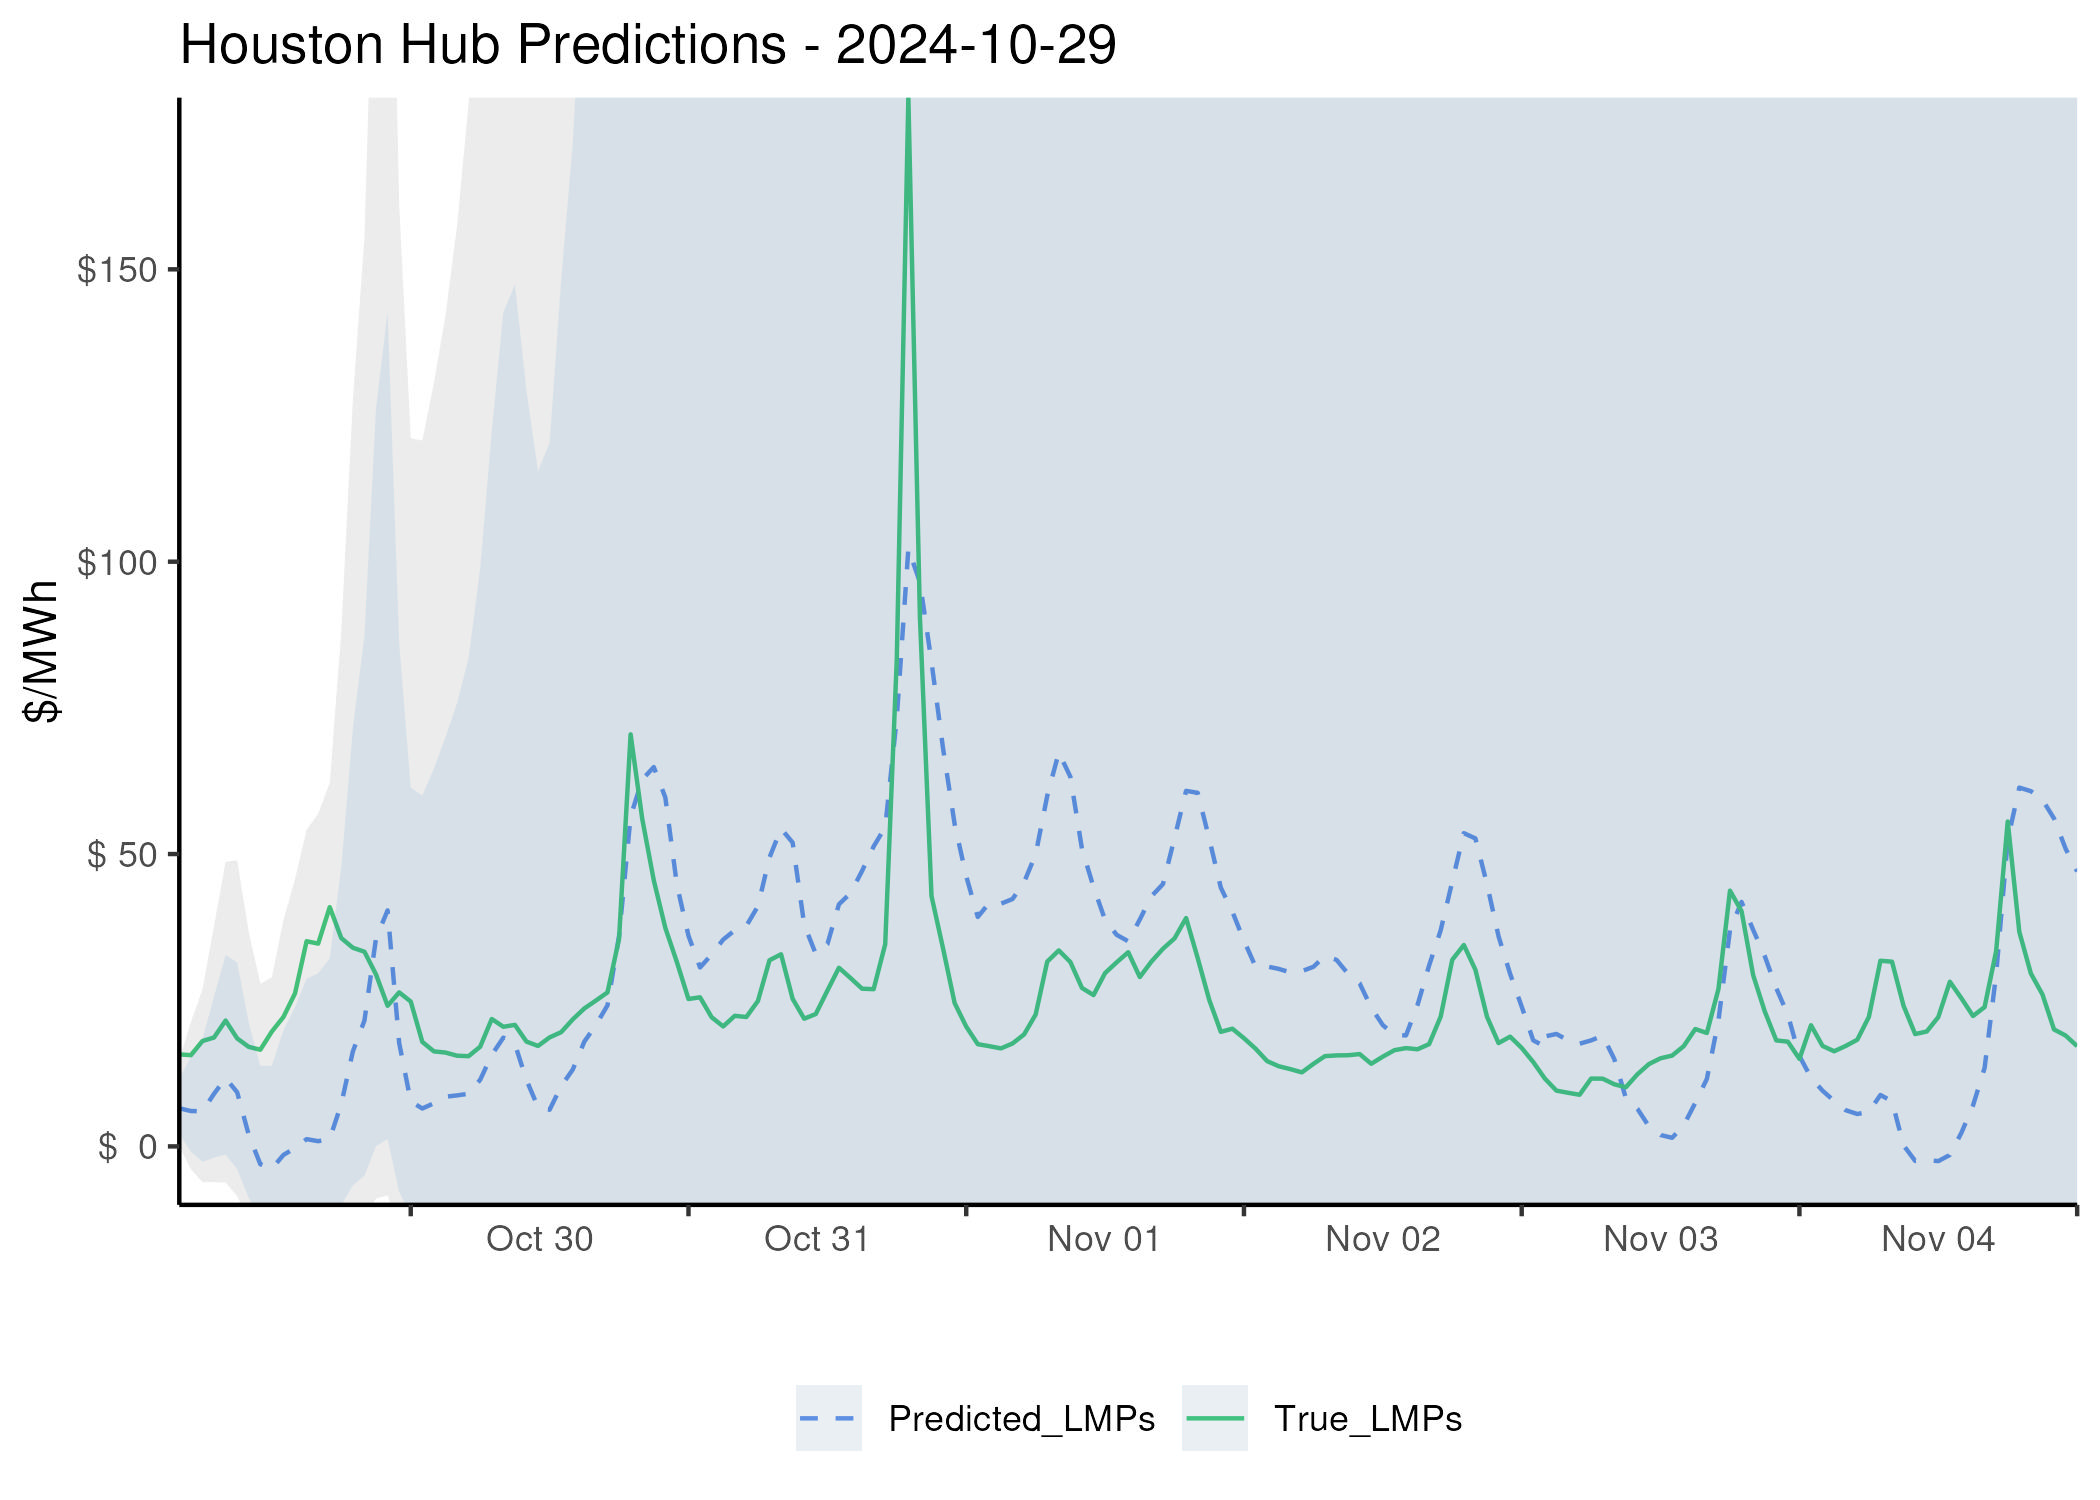 Houston Hub Predictions - 2024-10-29
$/MWh
$150
$100
$ 50
$ 0
Oct 30 Oct 31 Nov 01 Nov 02 Nov 03 Nov 04
Predicted_LMPs True_LMPs